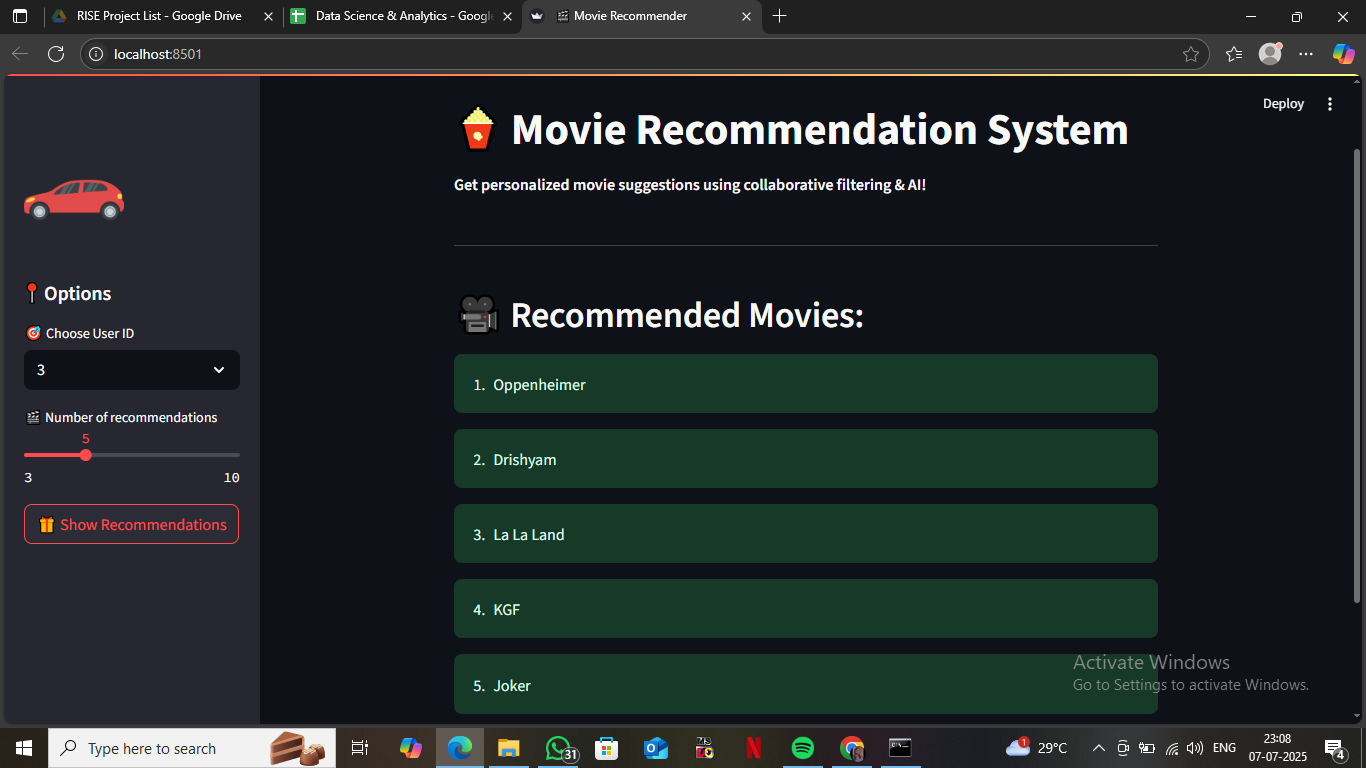 RISE Project List - Google Drive
Data Science & Analytics - Googl
Movie Recommender
localhost:8501
Deploy
Movie Recommendation System
Get personalized movie suggestions using collaborative filtering & AI!
Options
Choose User ID
3
Number of recommendations
5
3 10
Show Recommendations
Recommended Movies:
1. Oppenheimer
2. Drishyam
3. La La Land
4. KGF
5. Joker
Activate Windows
Go to Settings to activate Windows.
Type here to search
31
1
29°C
ENG
23:08
07-07-2025
4